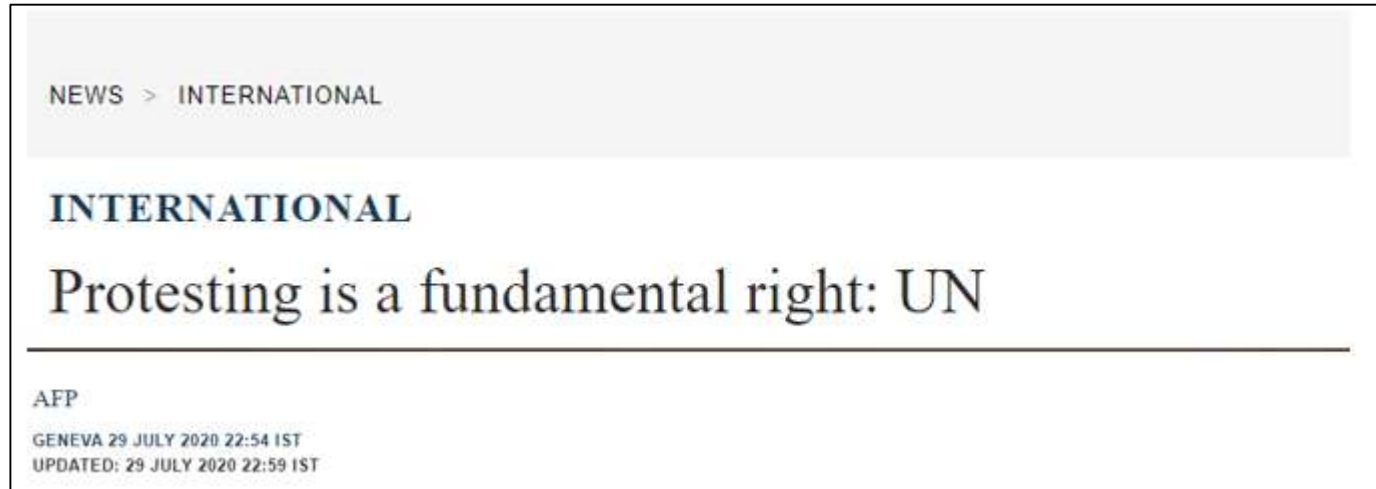 NEWS > INTERNATIONAL
INTERNATIONAL
Protesting is a fundamental right: UN
AFP
GENEVA 29 JULY 2020 22:54 IST
UPDATED: 29 JULY 2020 22:59 IST